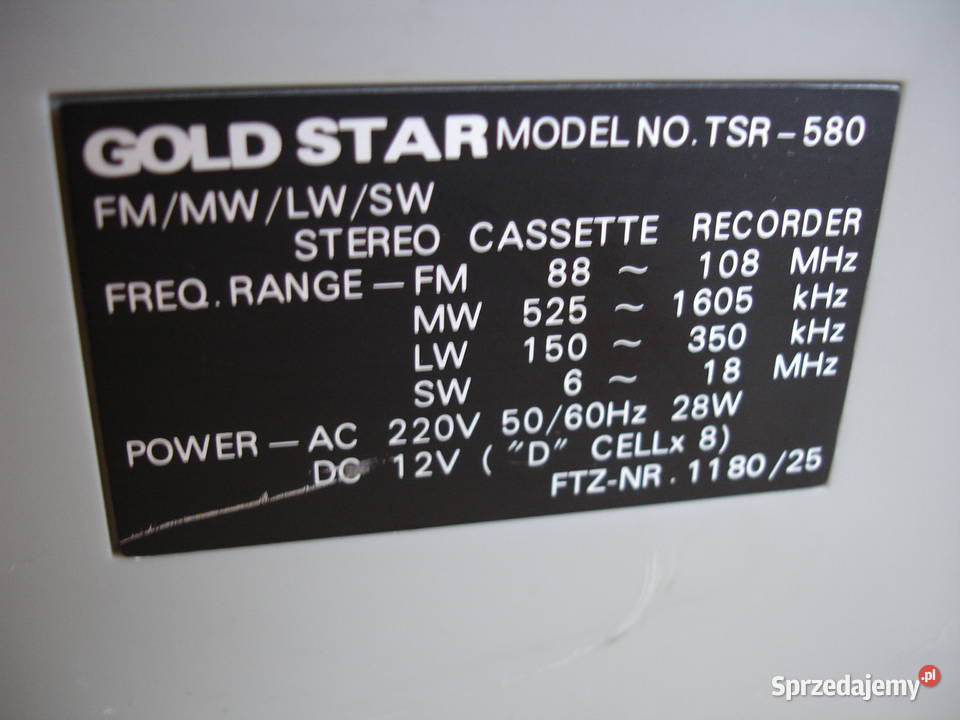 GOLD STAR MODEL NO. TSR-580
FM/MW/LW/SW
STEREO CASSETTE RECORDER
FREQ. RANGE — FM 88 ~ 108 MHz
MW 525 ~ 1605 kHz
LW 150 ~ 350 kHz
SW 6 ~ 18 MHz
POWER — AC 220V 50/60Hz 28W
DC 12V ("D" CELLx 8)
FTZ-NR. 1180/25
Sprzedajemy.pl